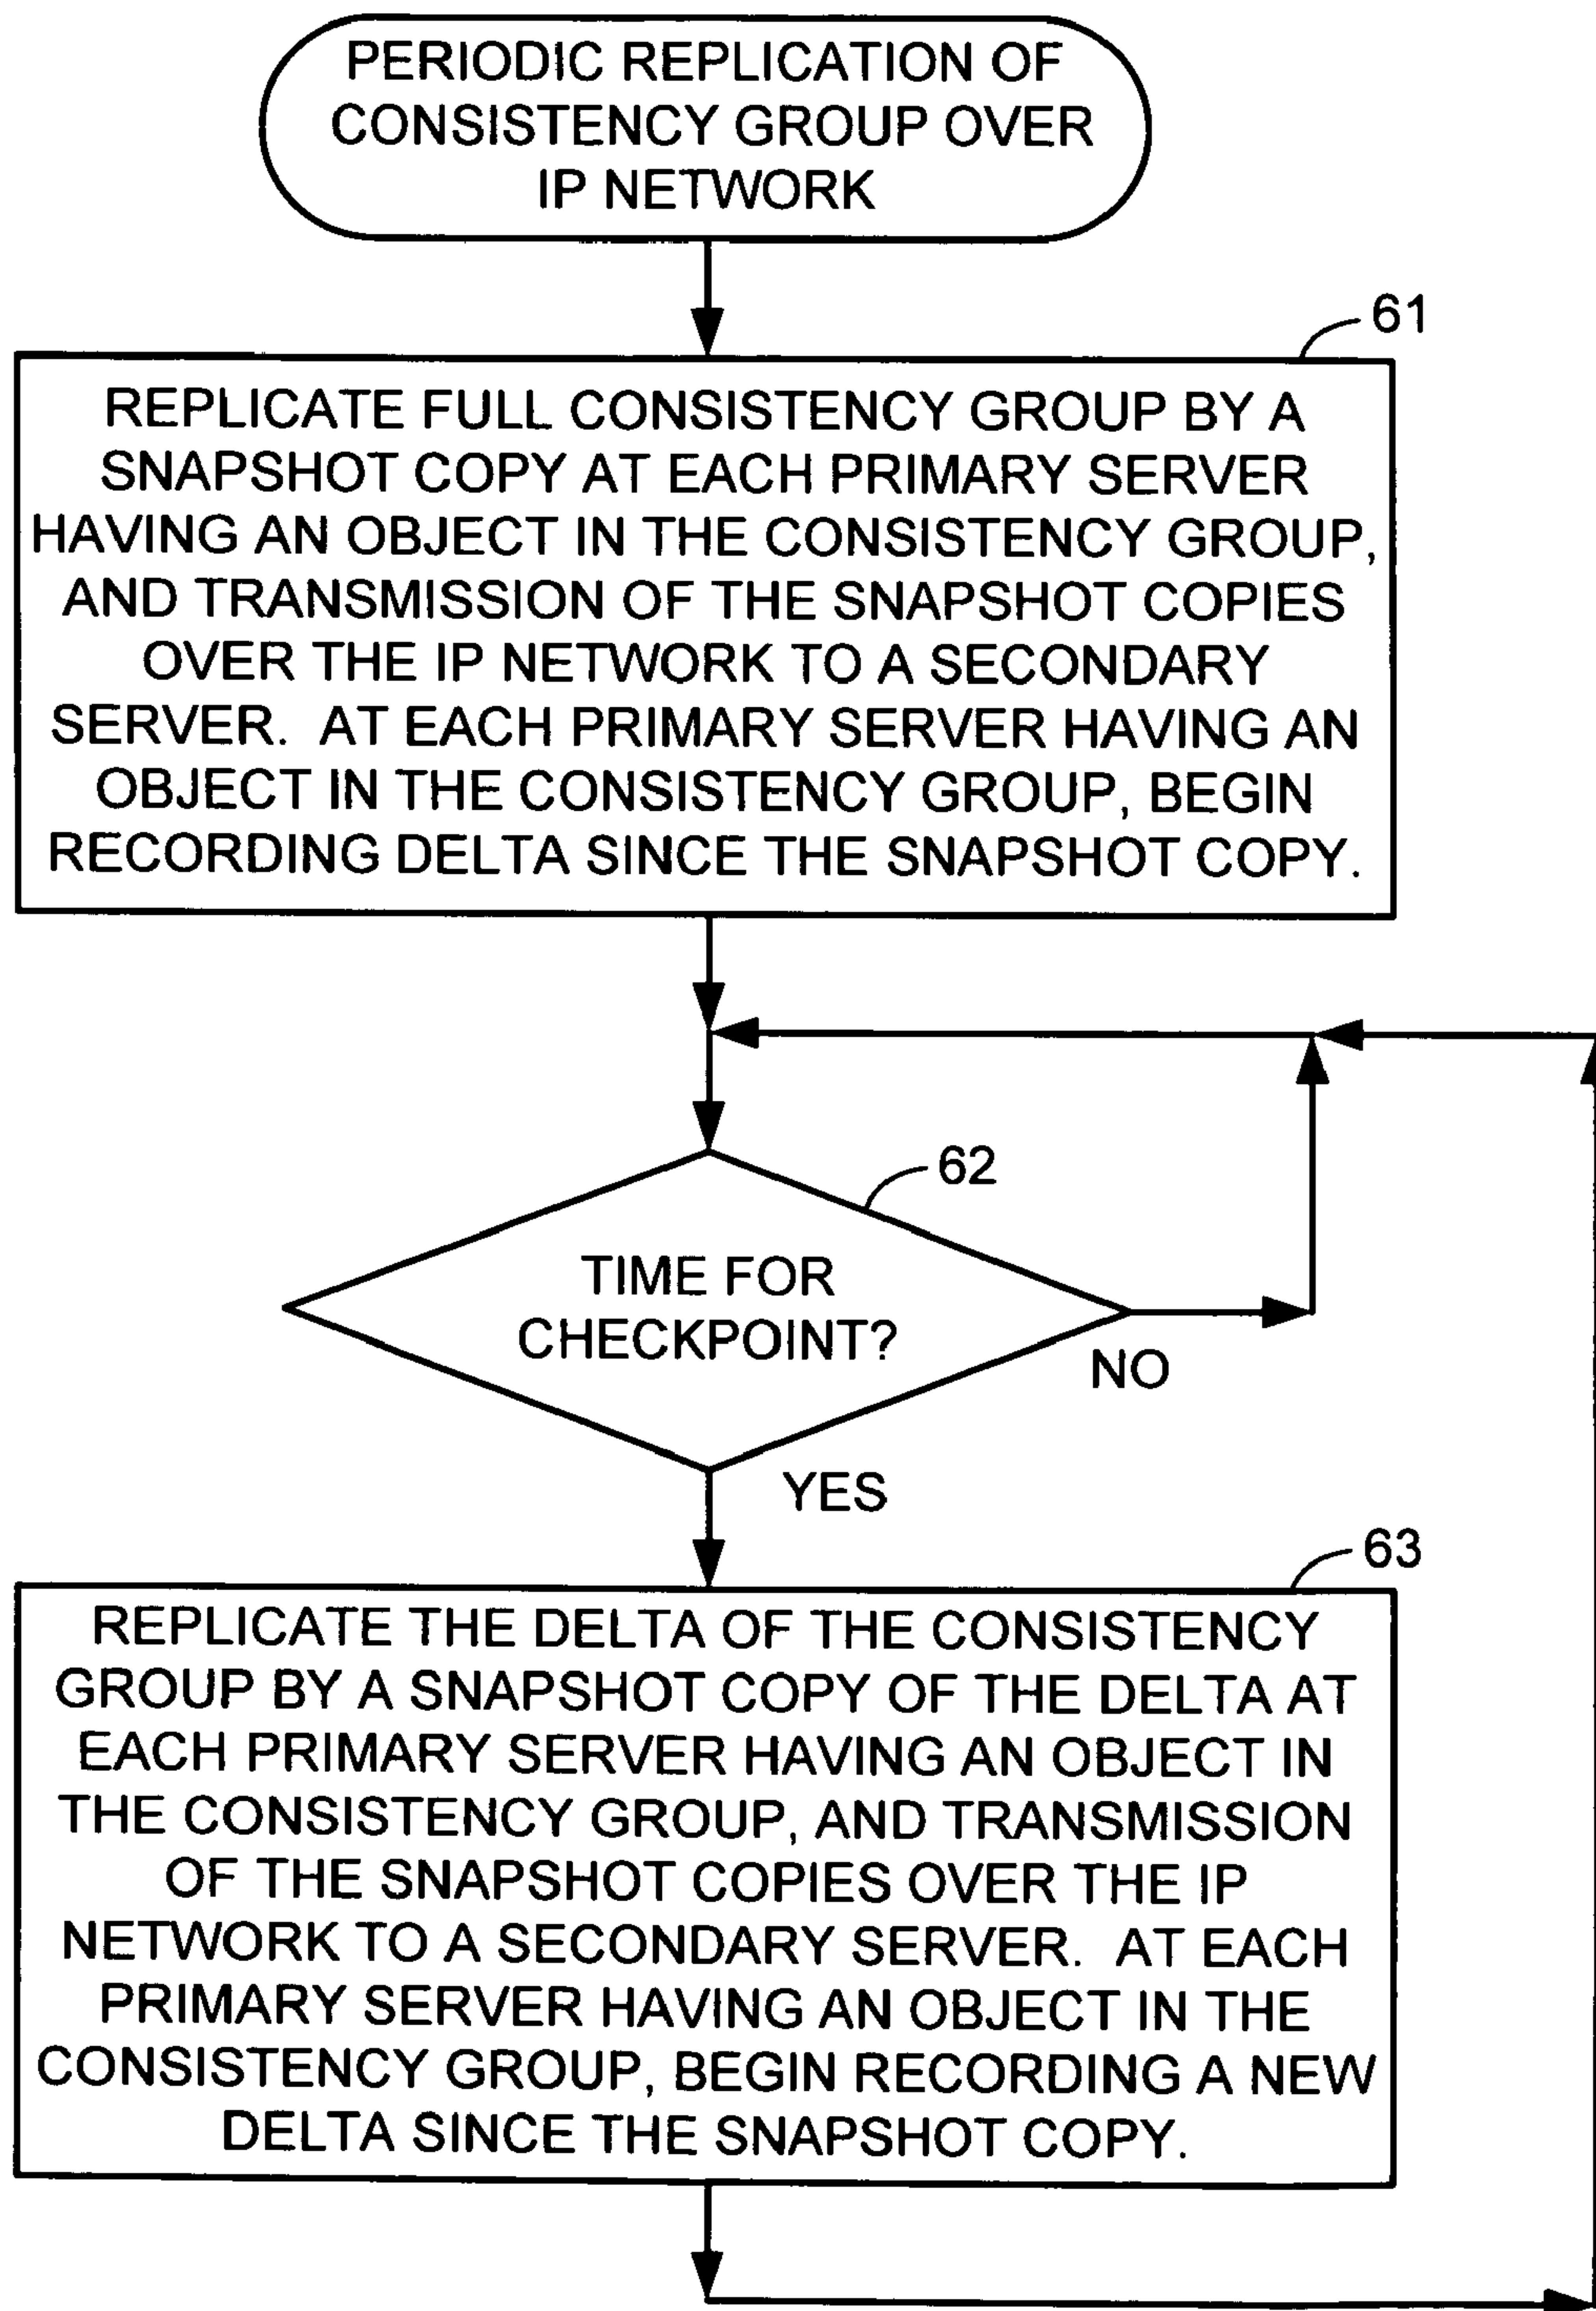 PERIODIC REPLICATION OF
CONSISTENCY GROUP OVER
IP NETWORK
61
REPLICATE FULL CONSISTENCY GROUP BY A
SNAPSHOT COPY AT EACH PRIMARY SERVER
HAVING AN OBJECT IN THE CONSISTENCY GROUP,
AND TRANSMISSION OF THE SNAPSHOT COPIES
OVER THE IP NETWORK TO A SECONDARY
SERVER. AT EACH PRIMARY SERVER HAVING AN
OBJECT IN THE CONSISTENCY GROUP, BEGIN
RECORDING DELTA SINCE THE SNAPSHOT COPY.
62
TIME FOR
CHECKPOINT?
NO
YES
63
REPLICATE THE DELTA OF THE CONSISTENCY
GROUP BY A SNAPSHOT COPY OF THE DELTA AT
EACH PRIMARY SERVER HAVING AN OBJECT IN
THE CONSISTENCY GROUP, AND TRANSMISSION
OF THE SNAPSHOT COPIES OVER THE IP
NETWORK TO A SECONDARY SERVER. AT EACH
PRIMARY SERVER HAVING AN OBJECT IN THE
CONSISTENCY GROUP, BEGIN RECORDING A NEW
DELTA SINCE THE SNAPSHOT COPY.